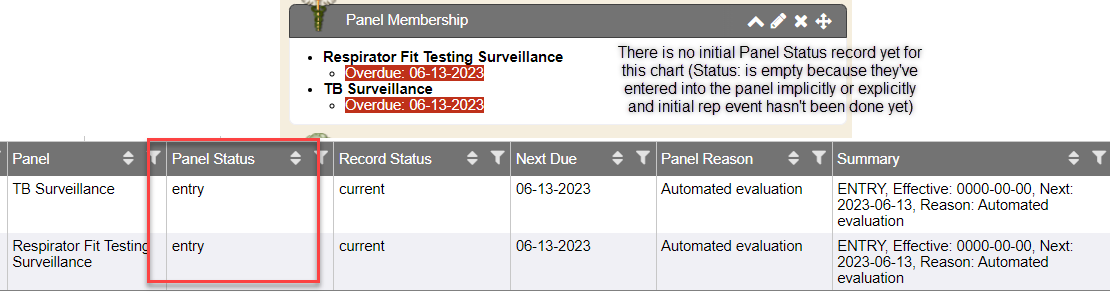 Panel Membership
Respirator Fit Testing Surveillance
Overdue: 06-13-2023
TB Surveillance
Overdue: 06-13-2023
There is no initial Panel Status record yet for
this chart (Status: is empty because they've
entered into the panel implicitly or explicitly
and initial rep event hasn't been done yet)
Panel Panel Status Record Status Next Due Panel Reason Summary
TB Surveillance entry current 06-13-2023 Automated evaluation ENTRY, Effective: 0000-00-00, Next:
2023-06-13, Reason: Automated
evaluation
Respirator Fit Testing entry current 06-13-2023 Automated evaluation ENTRY, Effective: 0000-00-00, Next:
Surveillance 2023-06-13, Reason: Automated
evaluation